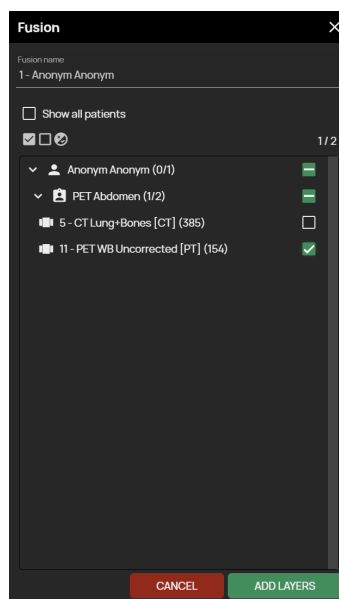 Fusion
Fusion name
1 - Anonym Anonym
Show all patients
1 / 2
Anonym Anonym (0/1)
PET Abdomen (1/2)
5 - CT Lung+Bones [CT] (385)
11 - PET WB Uncorrected [PT] (154)
CANCEL
ADD LAYERS